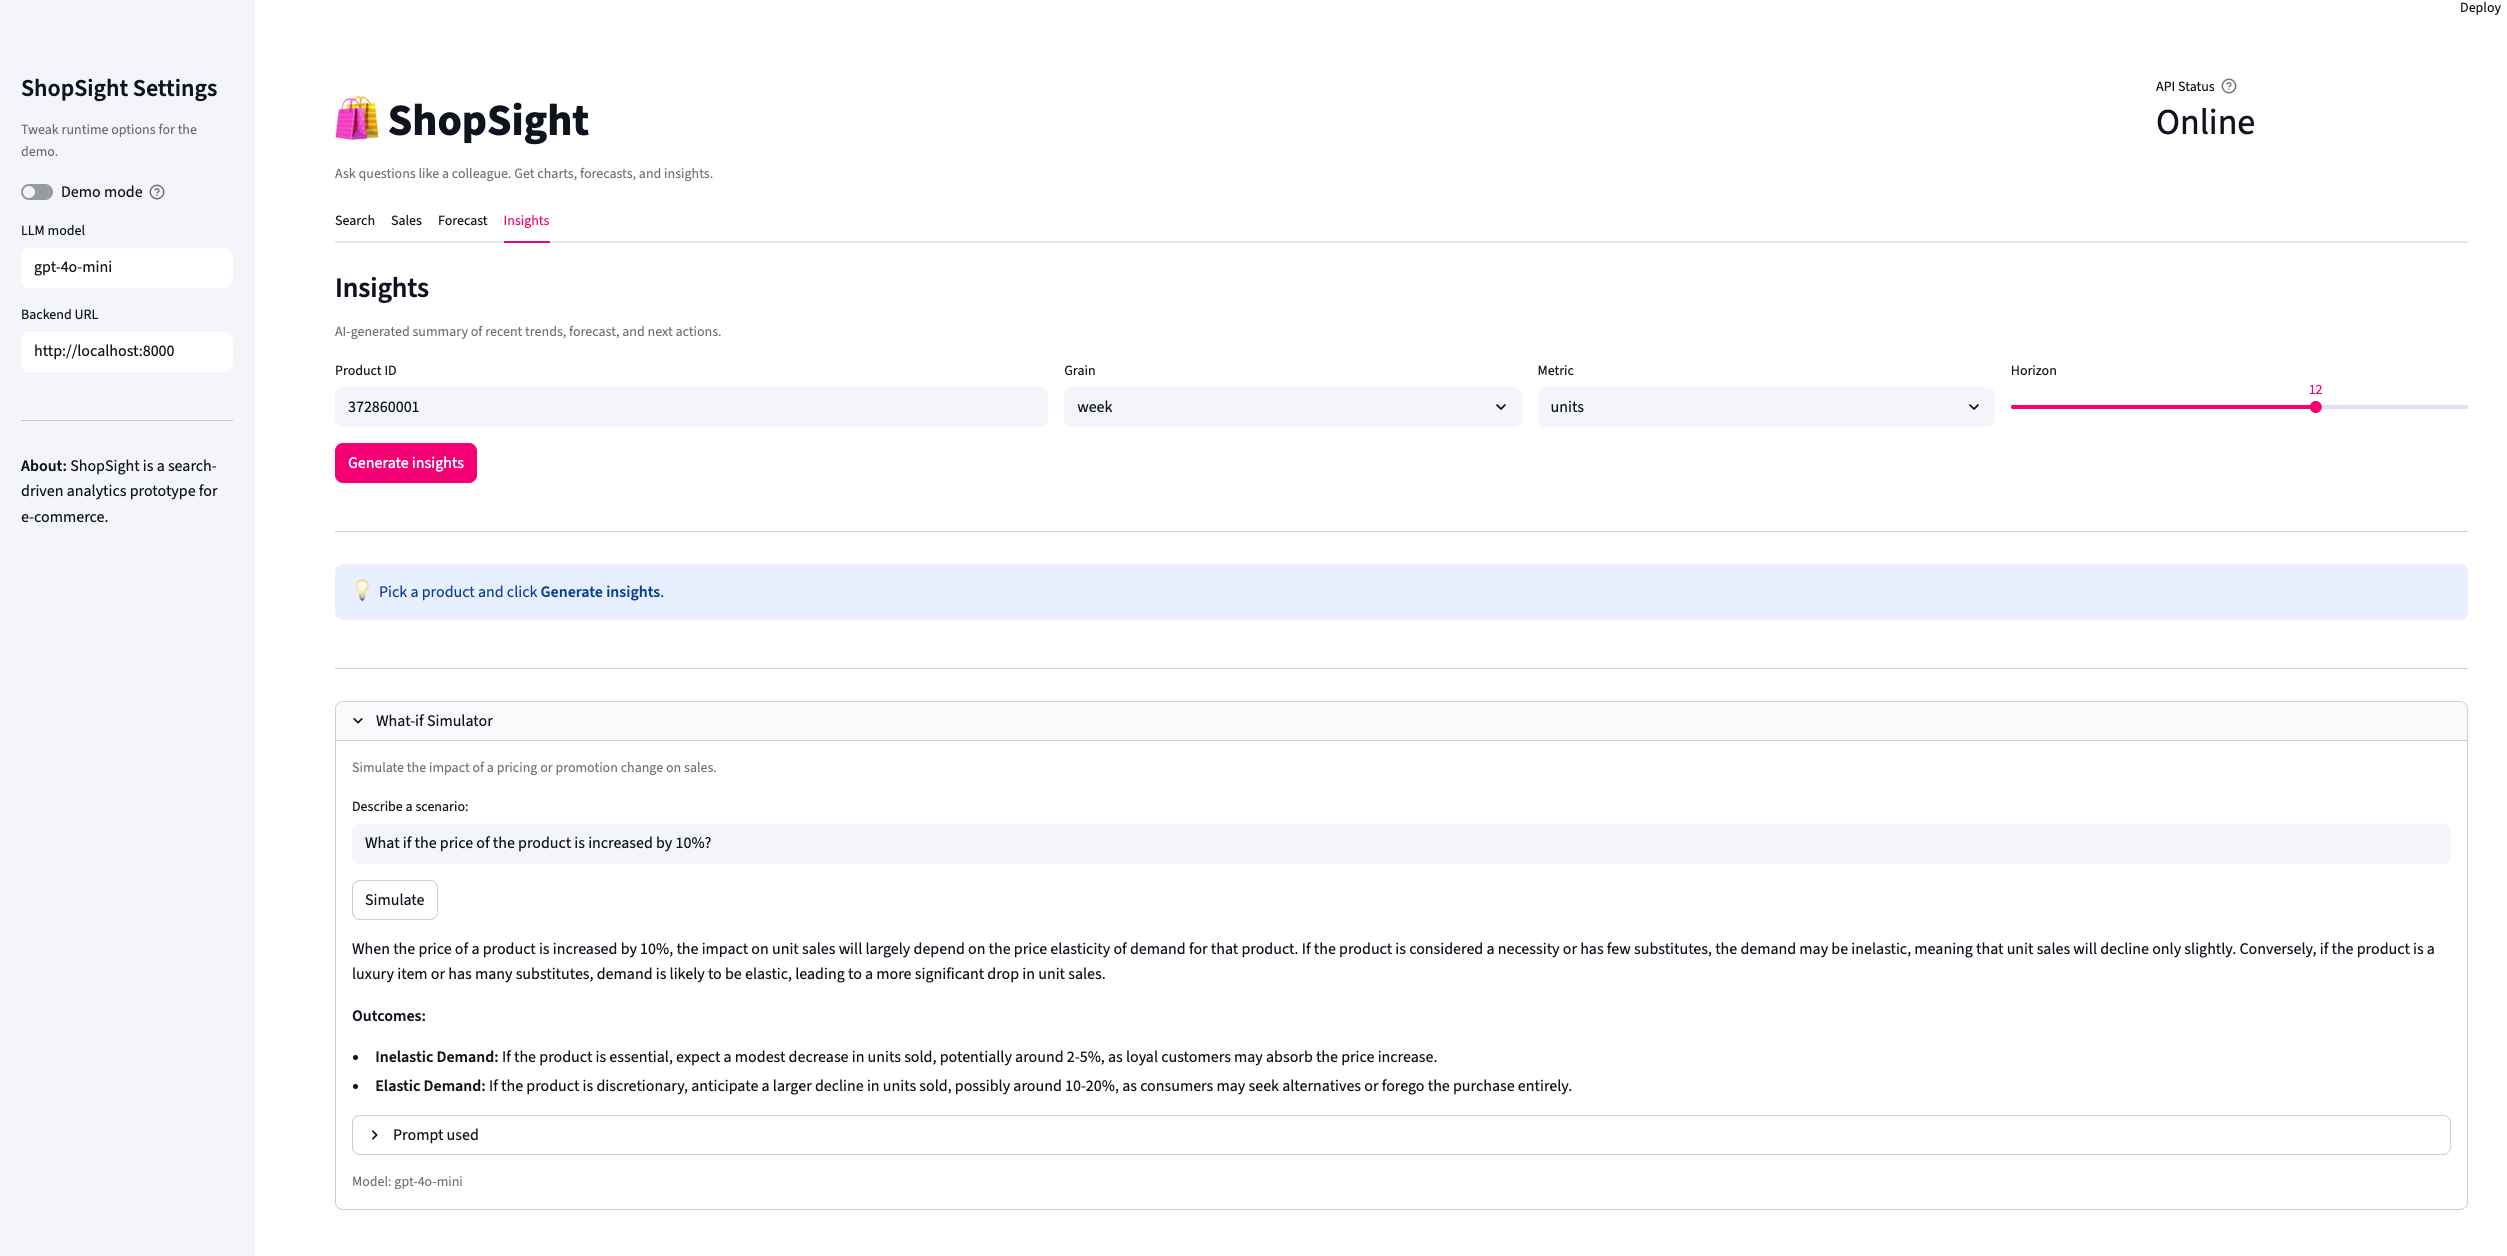 Deploy
ShopSight Settings
Tweak runtime options for the
demo.
Demo mode
LLM model
gpt-4o-mini
Backend URL
http://localhost:8000
About: ShopSight is a search-
driven analytics prototype for
e-commerce.
ShopSight
API Status
Online
Ask questions like a colleague. Get charts, forecasts, and insights.
Search Sales Forecast Insights
Insights
AI-generated summary of recent trends, forecast, and next actions.
Product ID Grain Metric Horizon
12
372860001 week units
Generate insights
Pick a product and click Generate insights.
What-if Simulator
Simulate the impact of a pricing or promotion change on sales.
Describe a scenario:
What if the price of the product is increased by 10%?
Simulate
When the price of a product is increased by 10%, the impact on unit sales will largely depend on the price elasticity of demand for that product. If the product is considered a necessity or has few substitutes, the demand may be inelastic, meaning that unit sales will decline only slightly. Conversely, if the product is a
luxury item or has many substitutes, demand is likely to be elastic, leading to a more significant drop in unit sales.
Outcomes:
• Inelastic Demand: If the product is essential, expect a modest decrease in units sold, potentially around 2-5%, as loyal customers may absorb the price increase.
• Elastic Demand: If the product is discretionary, anticipate a larger decline in units sold, possibly around 10-20%, as consumers may seek alternatives or forego the purchase entirely.
Prompt used
Model: gpt-4o-mini